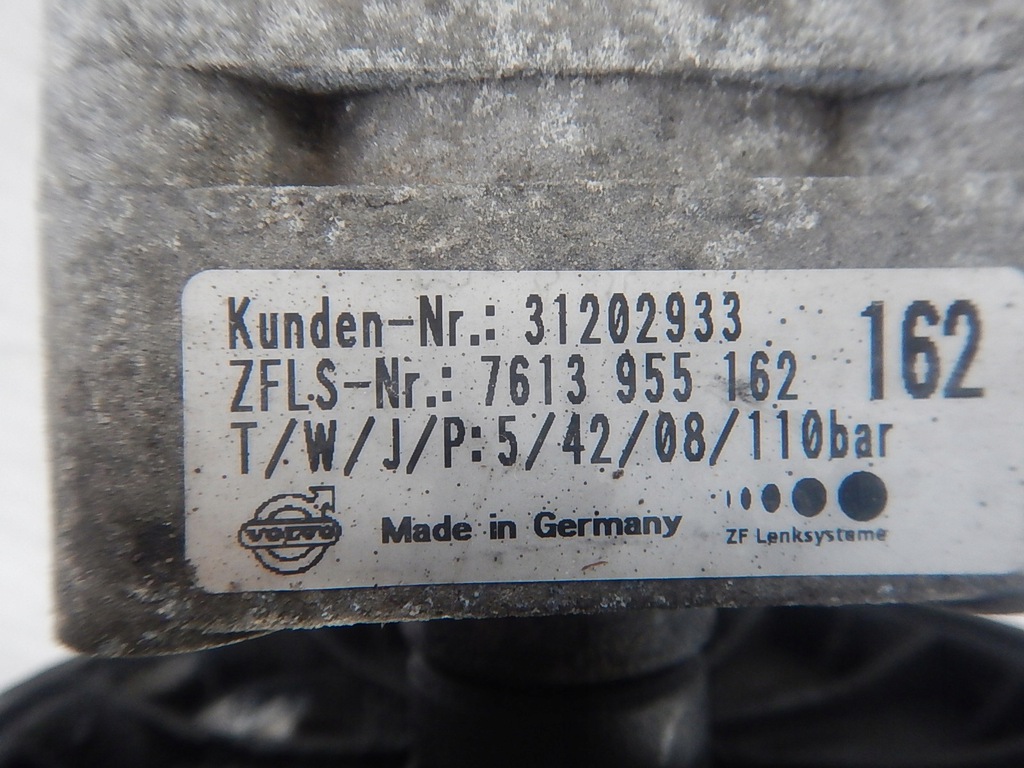 Kunden-Nr.: 31202933
ZFLS-Nr.: 7613 955 162
162
T/W/J/P:5/42/08/110bar
VOLVO
Made in Germany
ZF Lenksysteme